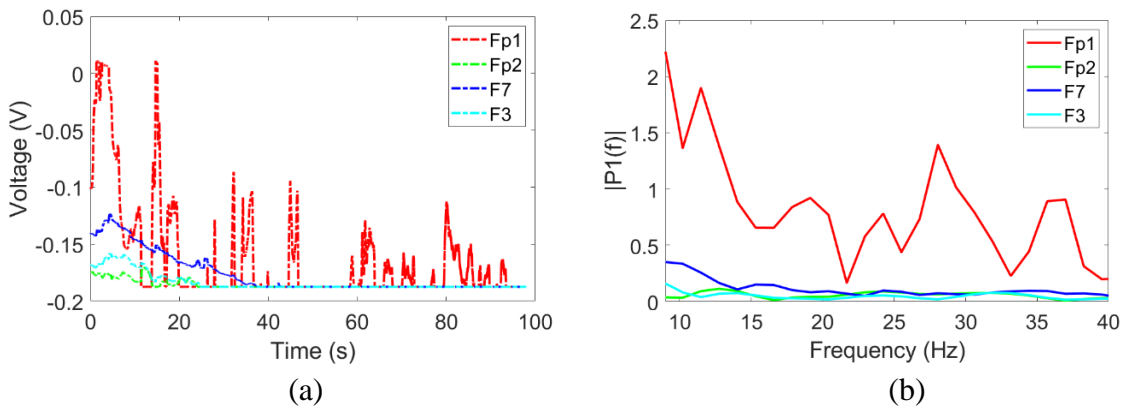 0.05
0
-0.05
-0.1
-0.15
-0.2
Voltage (V)
0 20 40 60 80 100
Time (s)
Fp1
Fp2
F7
F3
(a)
2.5
2
1.5
1
0.5
0
|P1(f)|
10 15 20 25 30 35 40
Frequency (Hz)
Fp1
Fp2
F7
F3
(b)